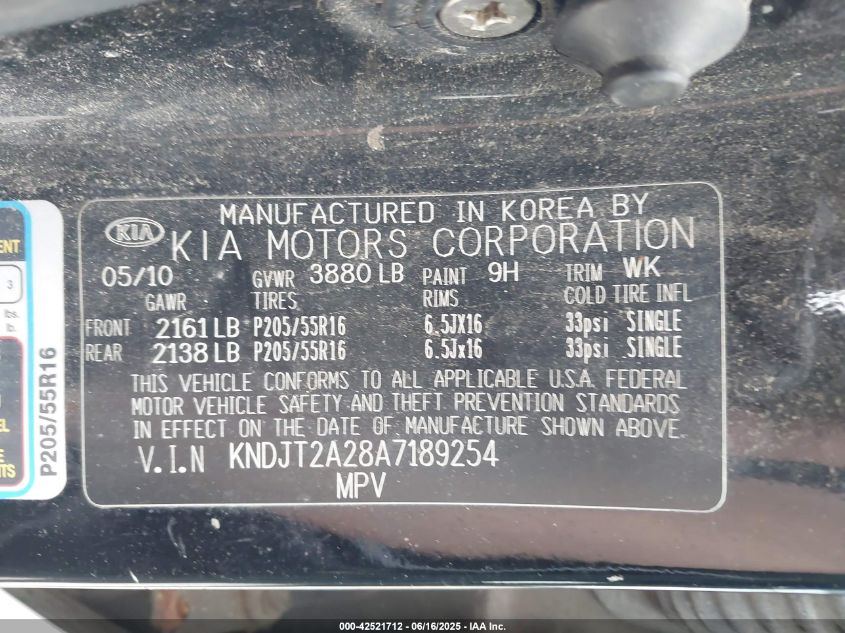 MANUFACTURED IN KOREA BY
KIA KIA MOTORS CORPORATION
05/10 GVWR 3880 LB PAINT 9H TRIM WK
GAWR TIRES RIMS COLD TIRE INFL
FRONT 2161 LB P205/55R16 6.5JX16 33psi SINGLE
REAR 2138 LB P205/55R16 6.5Jx16 33psi SINGLE
THIS VEHICLE CONFORMS TO ALL APPLICABLE U.S.A. FEDERAL
MOTOR VEHICLE SAFETY AND THEFT PREVENTION STANDARDS
IN EFFECT ON THE DATE OF MANUFACTURE SHOWN ABOVE.
V.I.N KNDJT2A28A7189254
MPV
3
lbs.
lb.
P205/55R16
000-42521712 - 06/16/2025 - IAA Inc.